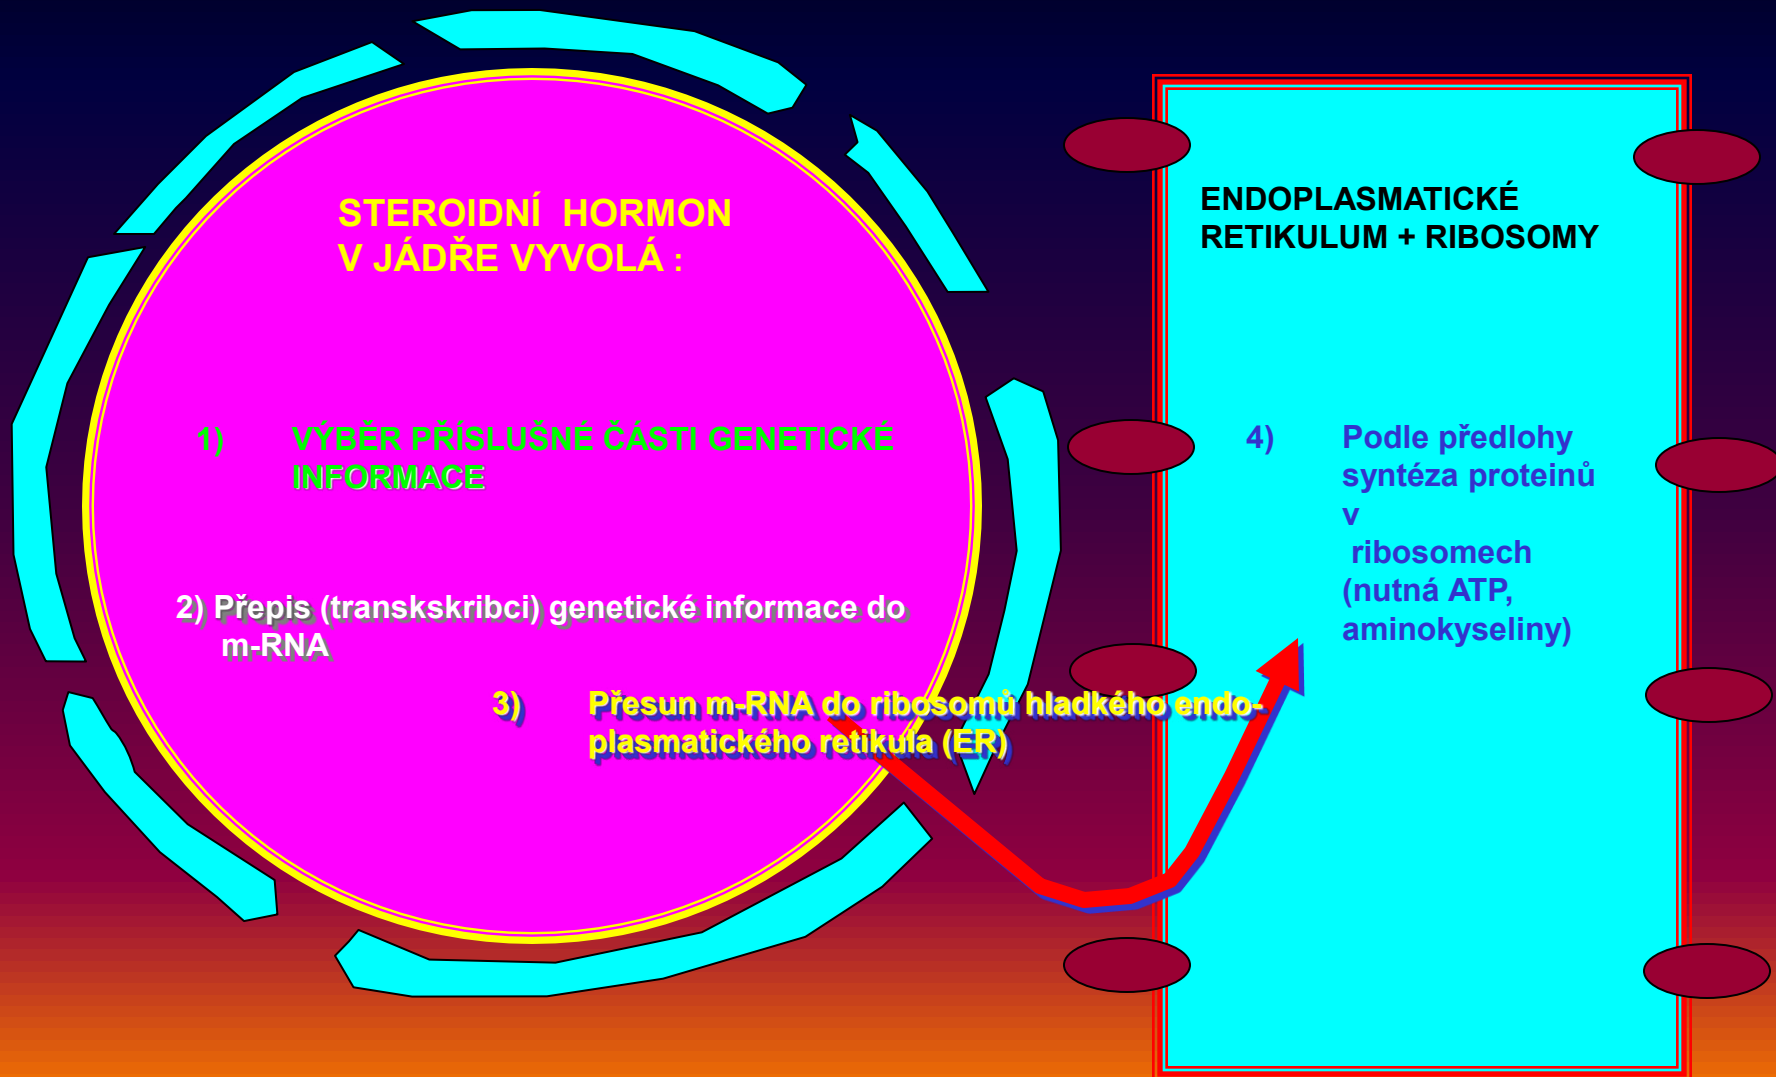 STEROIDNÍ HORMON
V JÁDŘE VYVOLÁ :
1) VÝBĚR PŘÍSLUŠNÉ ČÁSTI GENETICKÉ
INFORMACE
2) Přepis (transkskribci) genetické informace do
m-RNA
3) Přesun m-RNA do ribosomů hladkého endo-
plasmatického retikula (ER)
ENDOPLASMATICKÉ
RETIKULUM + RIBOSOMY
4) Podle předlohy
syntéza proteinů
v
ribosomech
(nutná ATP,
aminokyseliny)